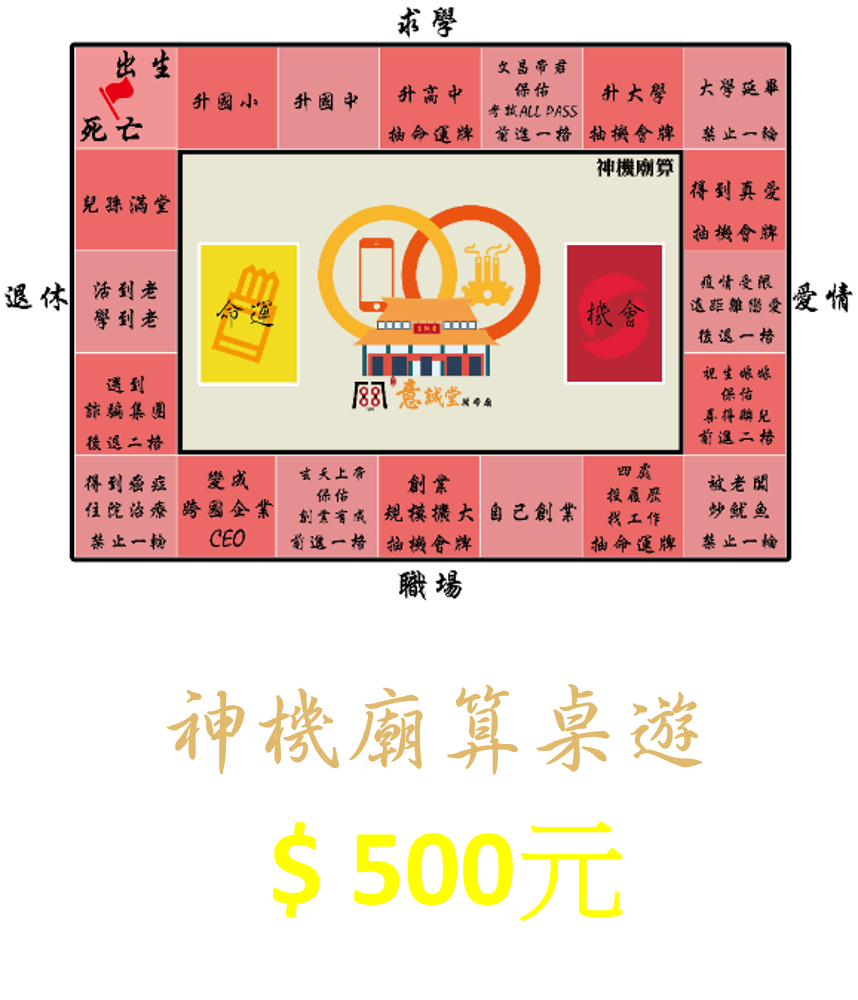 求學
出生
死亡
升國小
升國中
升高中
抽命運牌
文昌帝君
保佑
考試ALL PASS
前進一格
升大學
抽機會牌
大學延畢
禁止一輪
兒孫滿堂
神機廟算
得到真愛
抽機會牌
退休
活到老
學到老
命運
機會
疫情受限
遠距離戀愛
後退一格
愛情
遇到
詐騙集團
後退二格
意誠堂關帝廟
註生娘娘
保佑
真得麟兒
前進二格
得到癌症
住院治療
禁止一輪
變成
跨國企業
CEO
玄天上帝
保佑
創業有成
前進一格
創業
規模擴大
抽機會牌
自己創業
四處
投履歷
找工作
抽命運牌
被老闆
炒魷魚
禁止一輪
職場
神機廟算桌遊
$ 500元